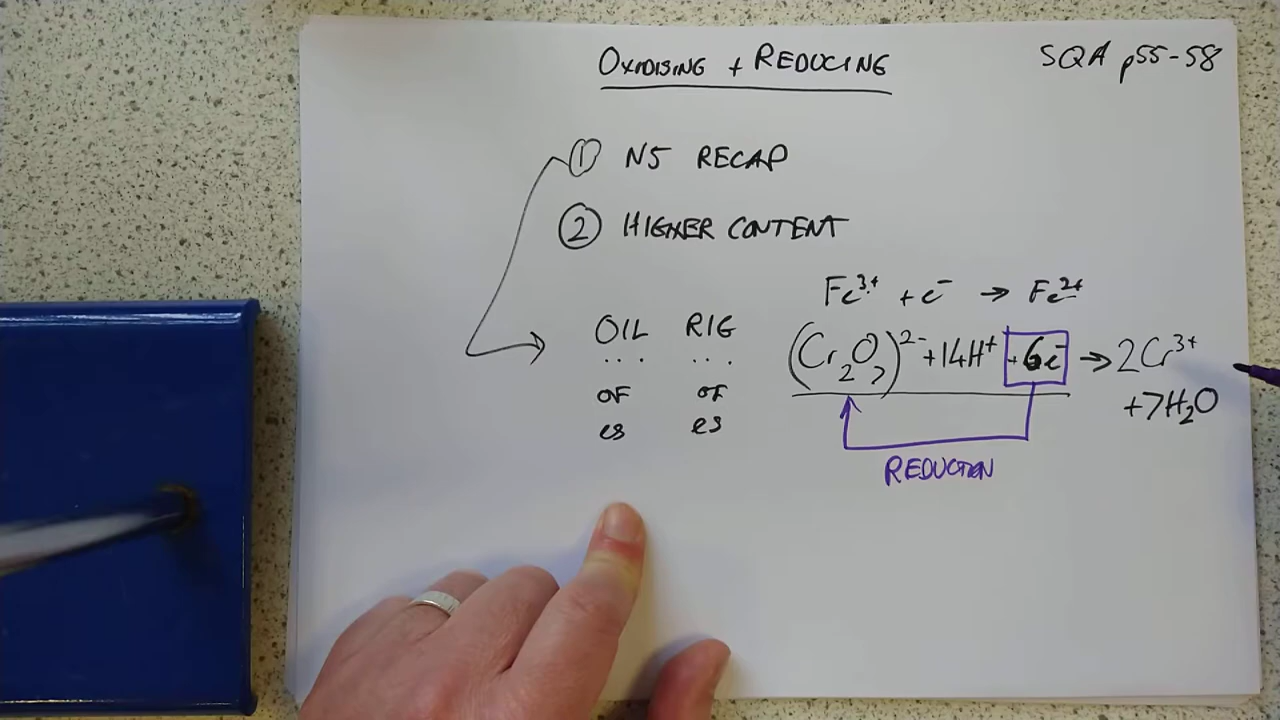 OXIDISING + REDUCING
SQA p55-58
① N5 RECAP
② HIGHER CONTENT
Fe³⁺ + e⁻ → Fe²⁺
OIL RIG
(Cr₂O₇)²⁻ + 14H⁺ + 6e⁻ → 2Cr³⁺
+ 7H₂O
... ...
of of
es es
REDUCTION